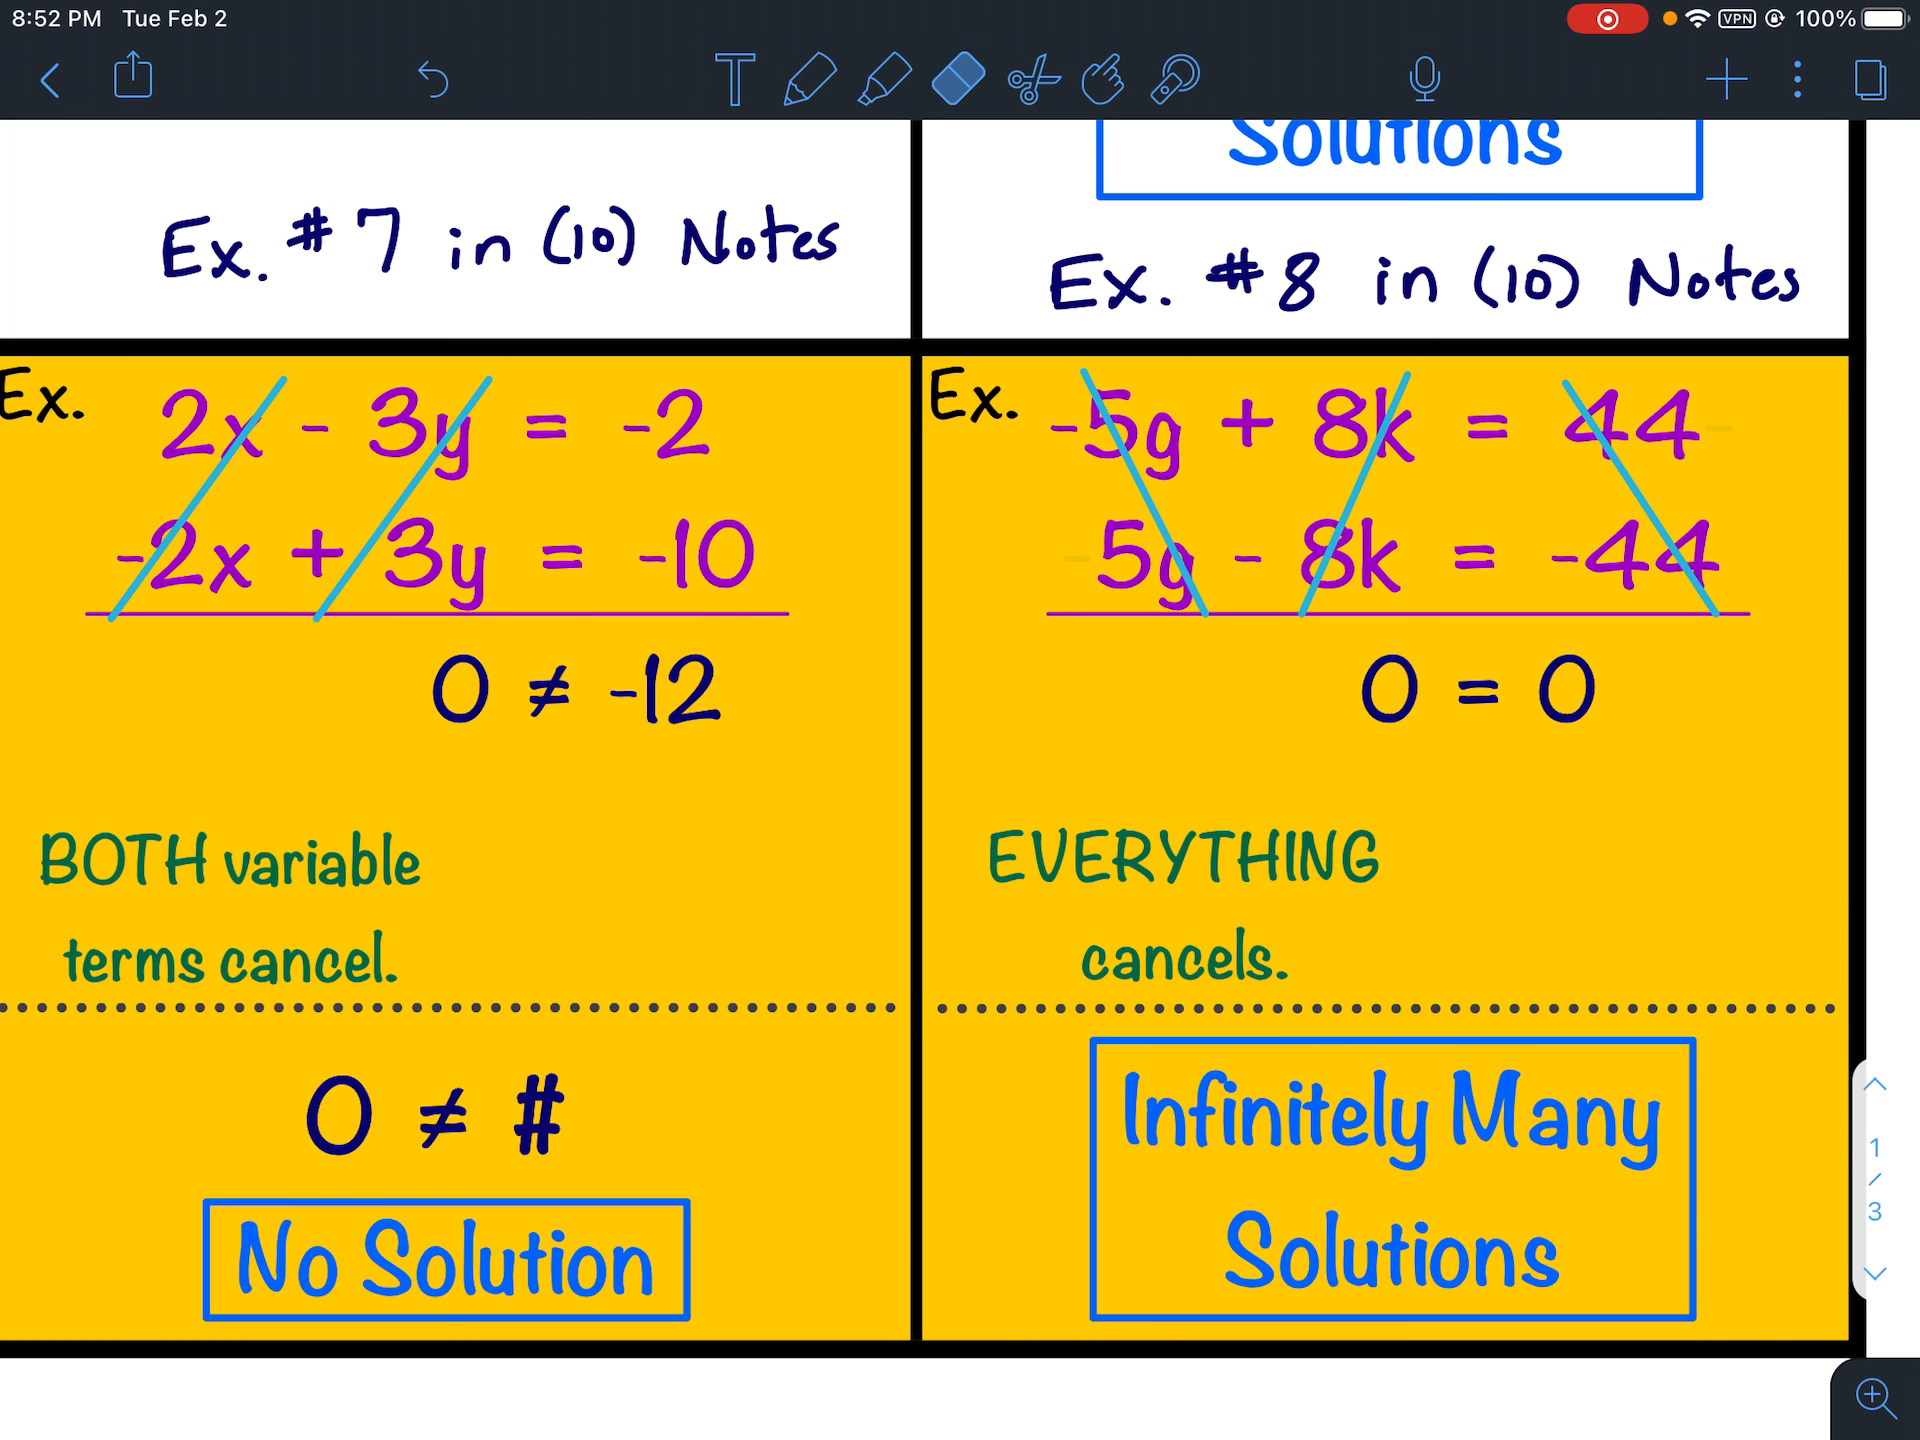 8:52 PM Tue Feb 2
VPN 100%
T
Solutions
Ex. #7 in (10) Notes
Ex. #8 in (10) Notes
Ex. 2x - 3y = -2
-2x + 3y = -10
0 ≠ -12
BOTH variable
terms cancel.
0 ≠ #
No Solution
Ex. -5g + 8k = 44
5g - 8k = -44
0 = 0
EVERYTHING
cancels.
Infinitely Many
Solutions
1
/
3